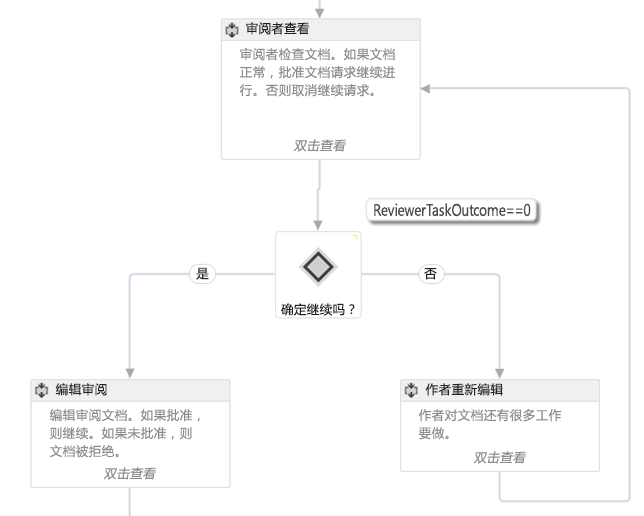 审阅者查看
审阅者检查文档。如果文档
正常，批准文档请求继续进
行。否则取消继续请求。
双击查看
ReviewerTaskOutcome==0
是
否
确定继续吗？
编辑审阅
编辑审阅文档。如果批准，
则继续。如果未批准，则
文档被拒绝。
双击查看
作者重新编辑
作者对文档还有很多工作
要做。
双击查看